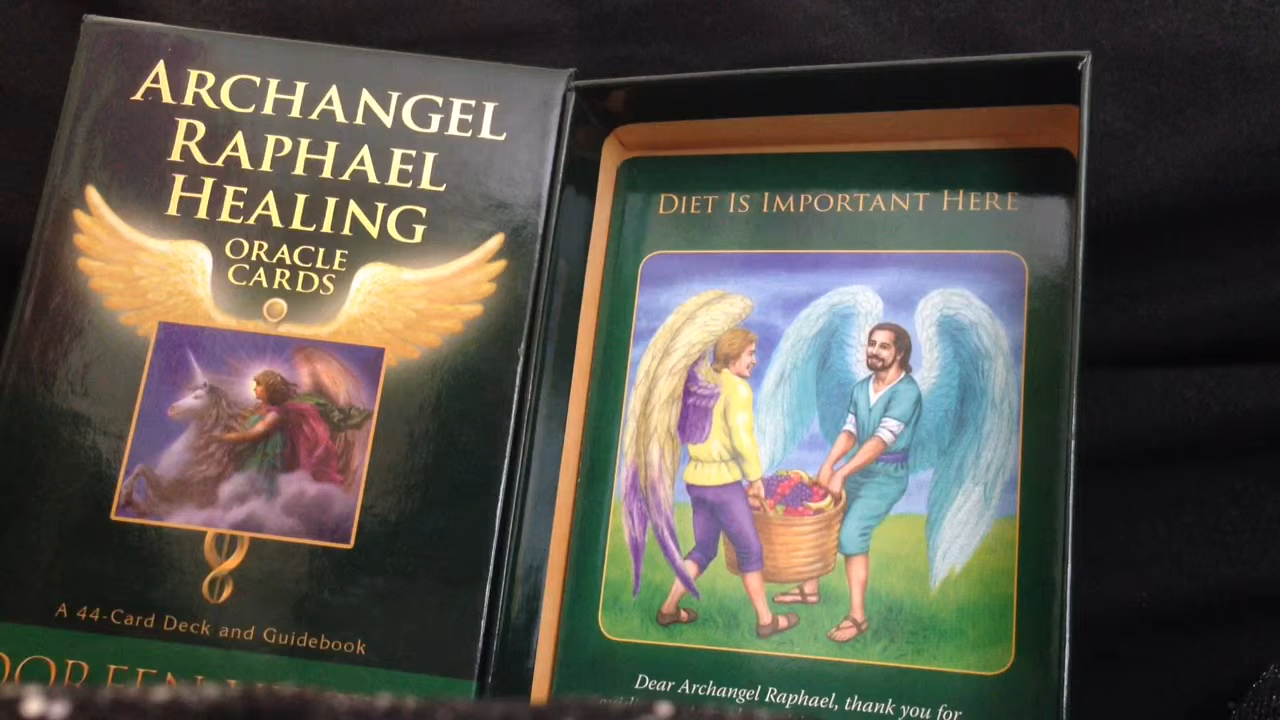 ARCHANGEL
RAPHAEL
HEALING
ORACLE
CARDS
A 44-Card Deck and Guidebook
DIET IS IMPORTANT HERE
Dear Archangel Raphael, thank you for